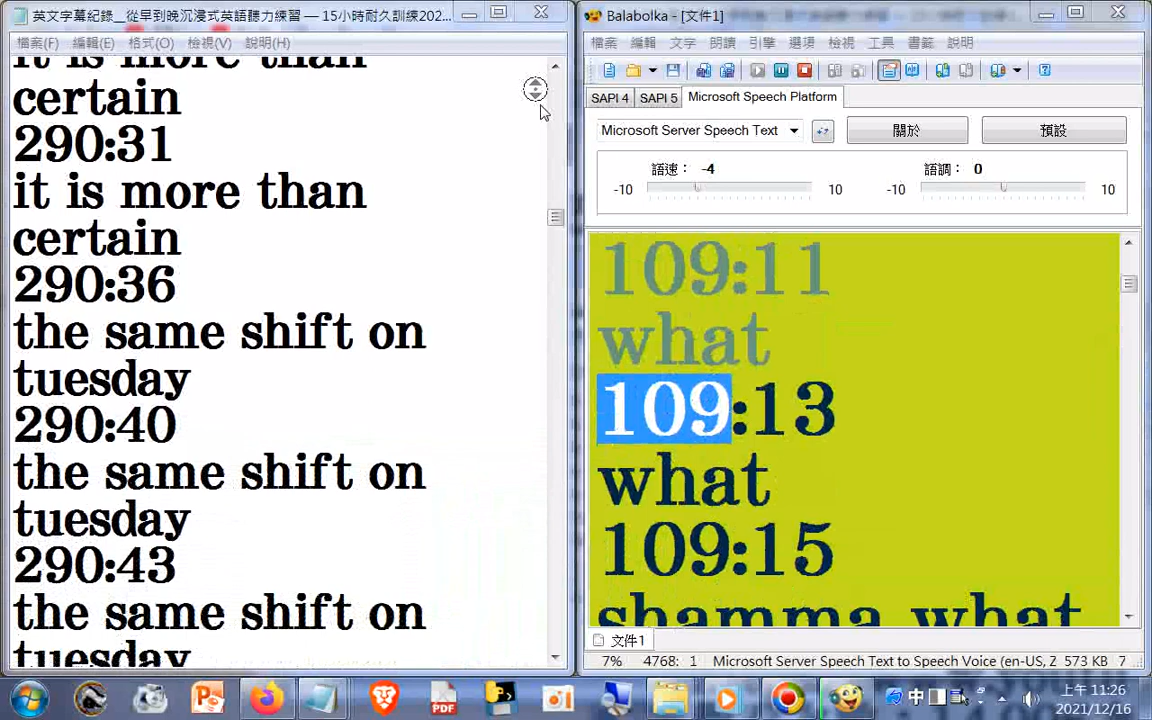 英文字幕紀錄__從早到晚沉浸式英語聽力練習 — 15小時耐久訓練202...
檔案(F) 編輯(E) 格式(O) 檢視(V) 說明(H)
it is more than
certain
290:31
it is more than
certain
290:36
the same shift on
tuesday
290:40
the same shift on
tuesday
290:43
the same shift on
tuesday
Balabolka - [文件1]
檔案 編輯 文字 朗讀 引擎 選項 檢視 工具 書籤 說明
SAPI 4 SAPI 5 Microsoft Speech Platform
Microsoft Server Speech Text 關於 預設
語速： -4 語調： 0
-10 10 -10 10
109:11
what
109:13
what
109:15
shamma what
文件1
7% 4768: 1 Microsoft Server Speech Text to Speech Voice (en-US, Z 573 KB 7
PDF 中 上午 11:26
2021/12/16